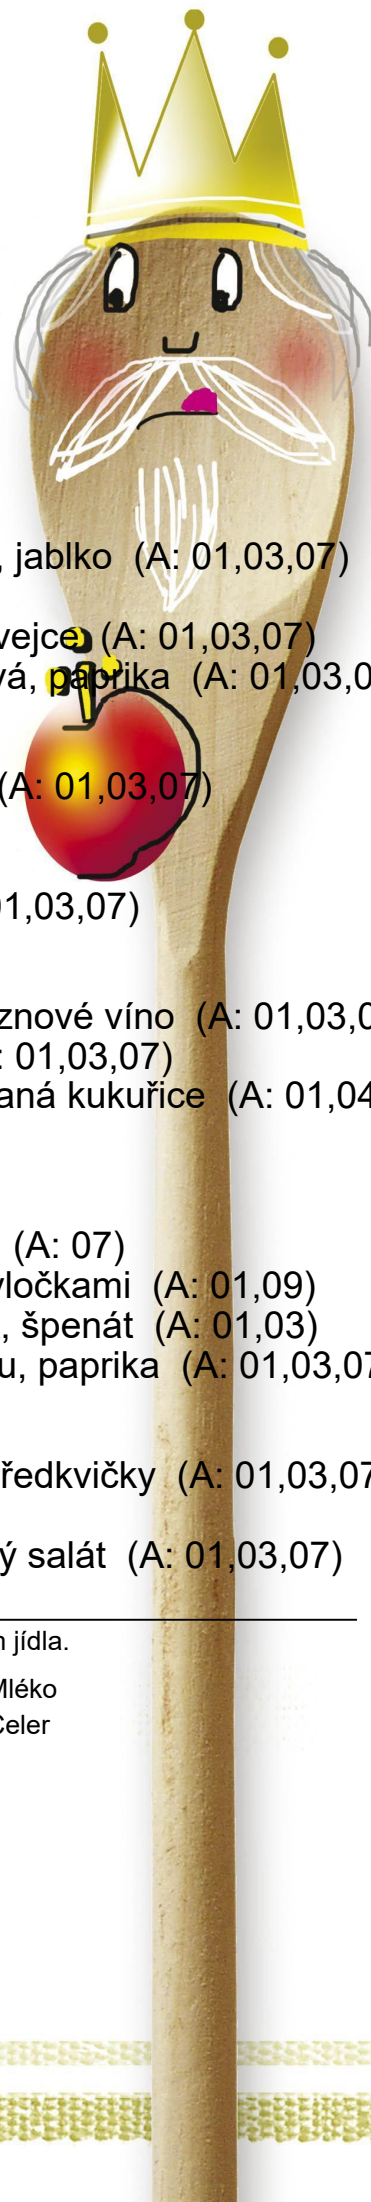 , jablko (A: 01,03,07)
vejce (A: 01,03,07)
vá, paprika (A: 01,03,0
(A: 01,03,07)
01,03,07)
znové víno (A: 01,03,0
: 01,03,07)
aná kukuřice (A: 01,04
(A: 07)
vločkami (A: 01,09)
, špenát (A: 01,03)
u, paprika (A: 01,03,07
ředkvičky (A: 01,03,07
ý salát (A: 01,03,07)
n jídla.
Mléko
Celer